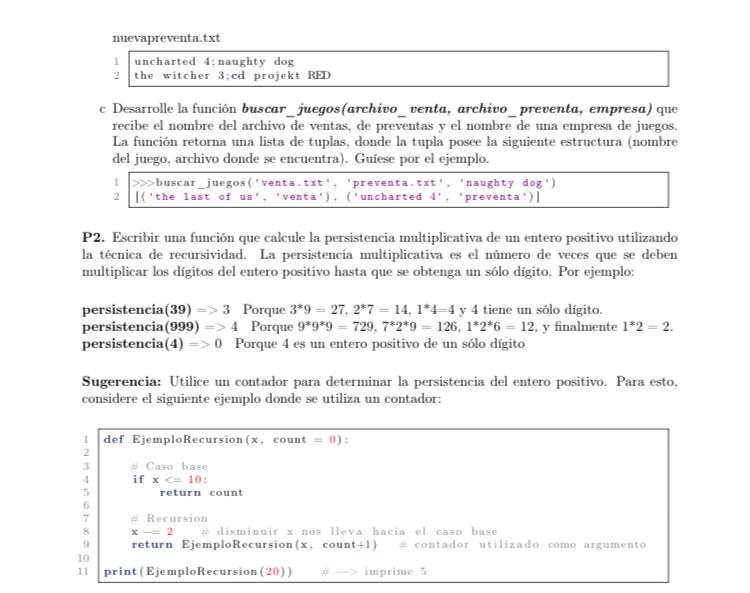 nuevapreventa.txt
1 uncharted 4;naughty dog
2 the witcher 3;cd projekt RED
c Desarrolle la función buscar_juegos(archivo_venta, archivo_preventa, empresa) que
recibe el nombre del archivo de ventas, de preventas y el nombre de una empresa de juegos.
La función retorna una lista de tuplas, donde la tupla posee la siguiente estructura (nombre
del juego, archivo donde se encuentra). Guíese por el ejemplo.
1 >>>buscar_juegos('venta.txt', 'preventa.txt', 'naughty dog')
2 [('the last of us', 'venta'), ('uncharted 4', 'preventa')]
P2. Escribir una función que calcule la persistencia multiplicativa de un entero positivo utilizando
la técnica de recursividad. La persistencia multiplicativa es el número de veces que se deben
multiplicar los dígitos del entero positivo hasta que se obtenga un sólo dígito. Por ejemplo:
persistencia(39) => 3 Porque 3*9 = 27, 2*7 = 14, 1*4=4 y 4 tiene un sólo dígito.
persistencia(999) => 4 Porque 9*9*9 = 729, 7*2*9 = 126, 1*2*6 = 12, y finalmente 1*2 = 2.
persistencia(4) => 0 Porque 4 es un entero positivo de un sólo dígito
Sugerencia: Utilice un contador para determinar la persistencia del entero positivo. Para esto,
considere el siguiente ejemplo donde se utiliza un contador:
1 def EjemploRecursion(x, count = 0):
2
3 # Caso base
4 if x <= 10:
5 return count
6
7 # Recursion
8 x -= 2 # disminuir x nos lleva hacia el caso base
9 return EjemploRecursion(x, count+1) # contador utilizado como argumento
10
11 print(EjemploRecursion(20)) # —> imprime 5